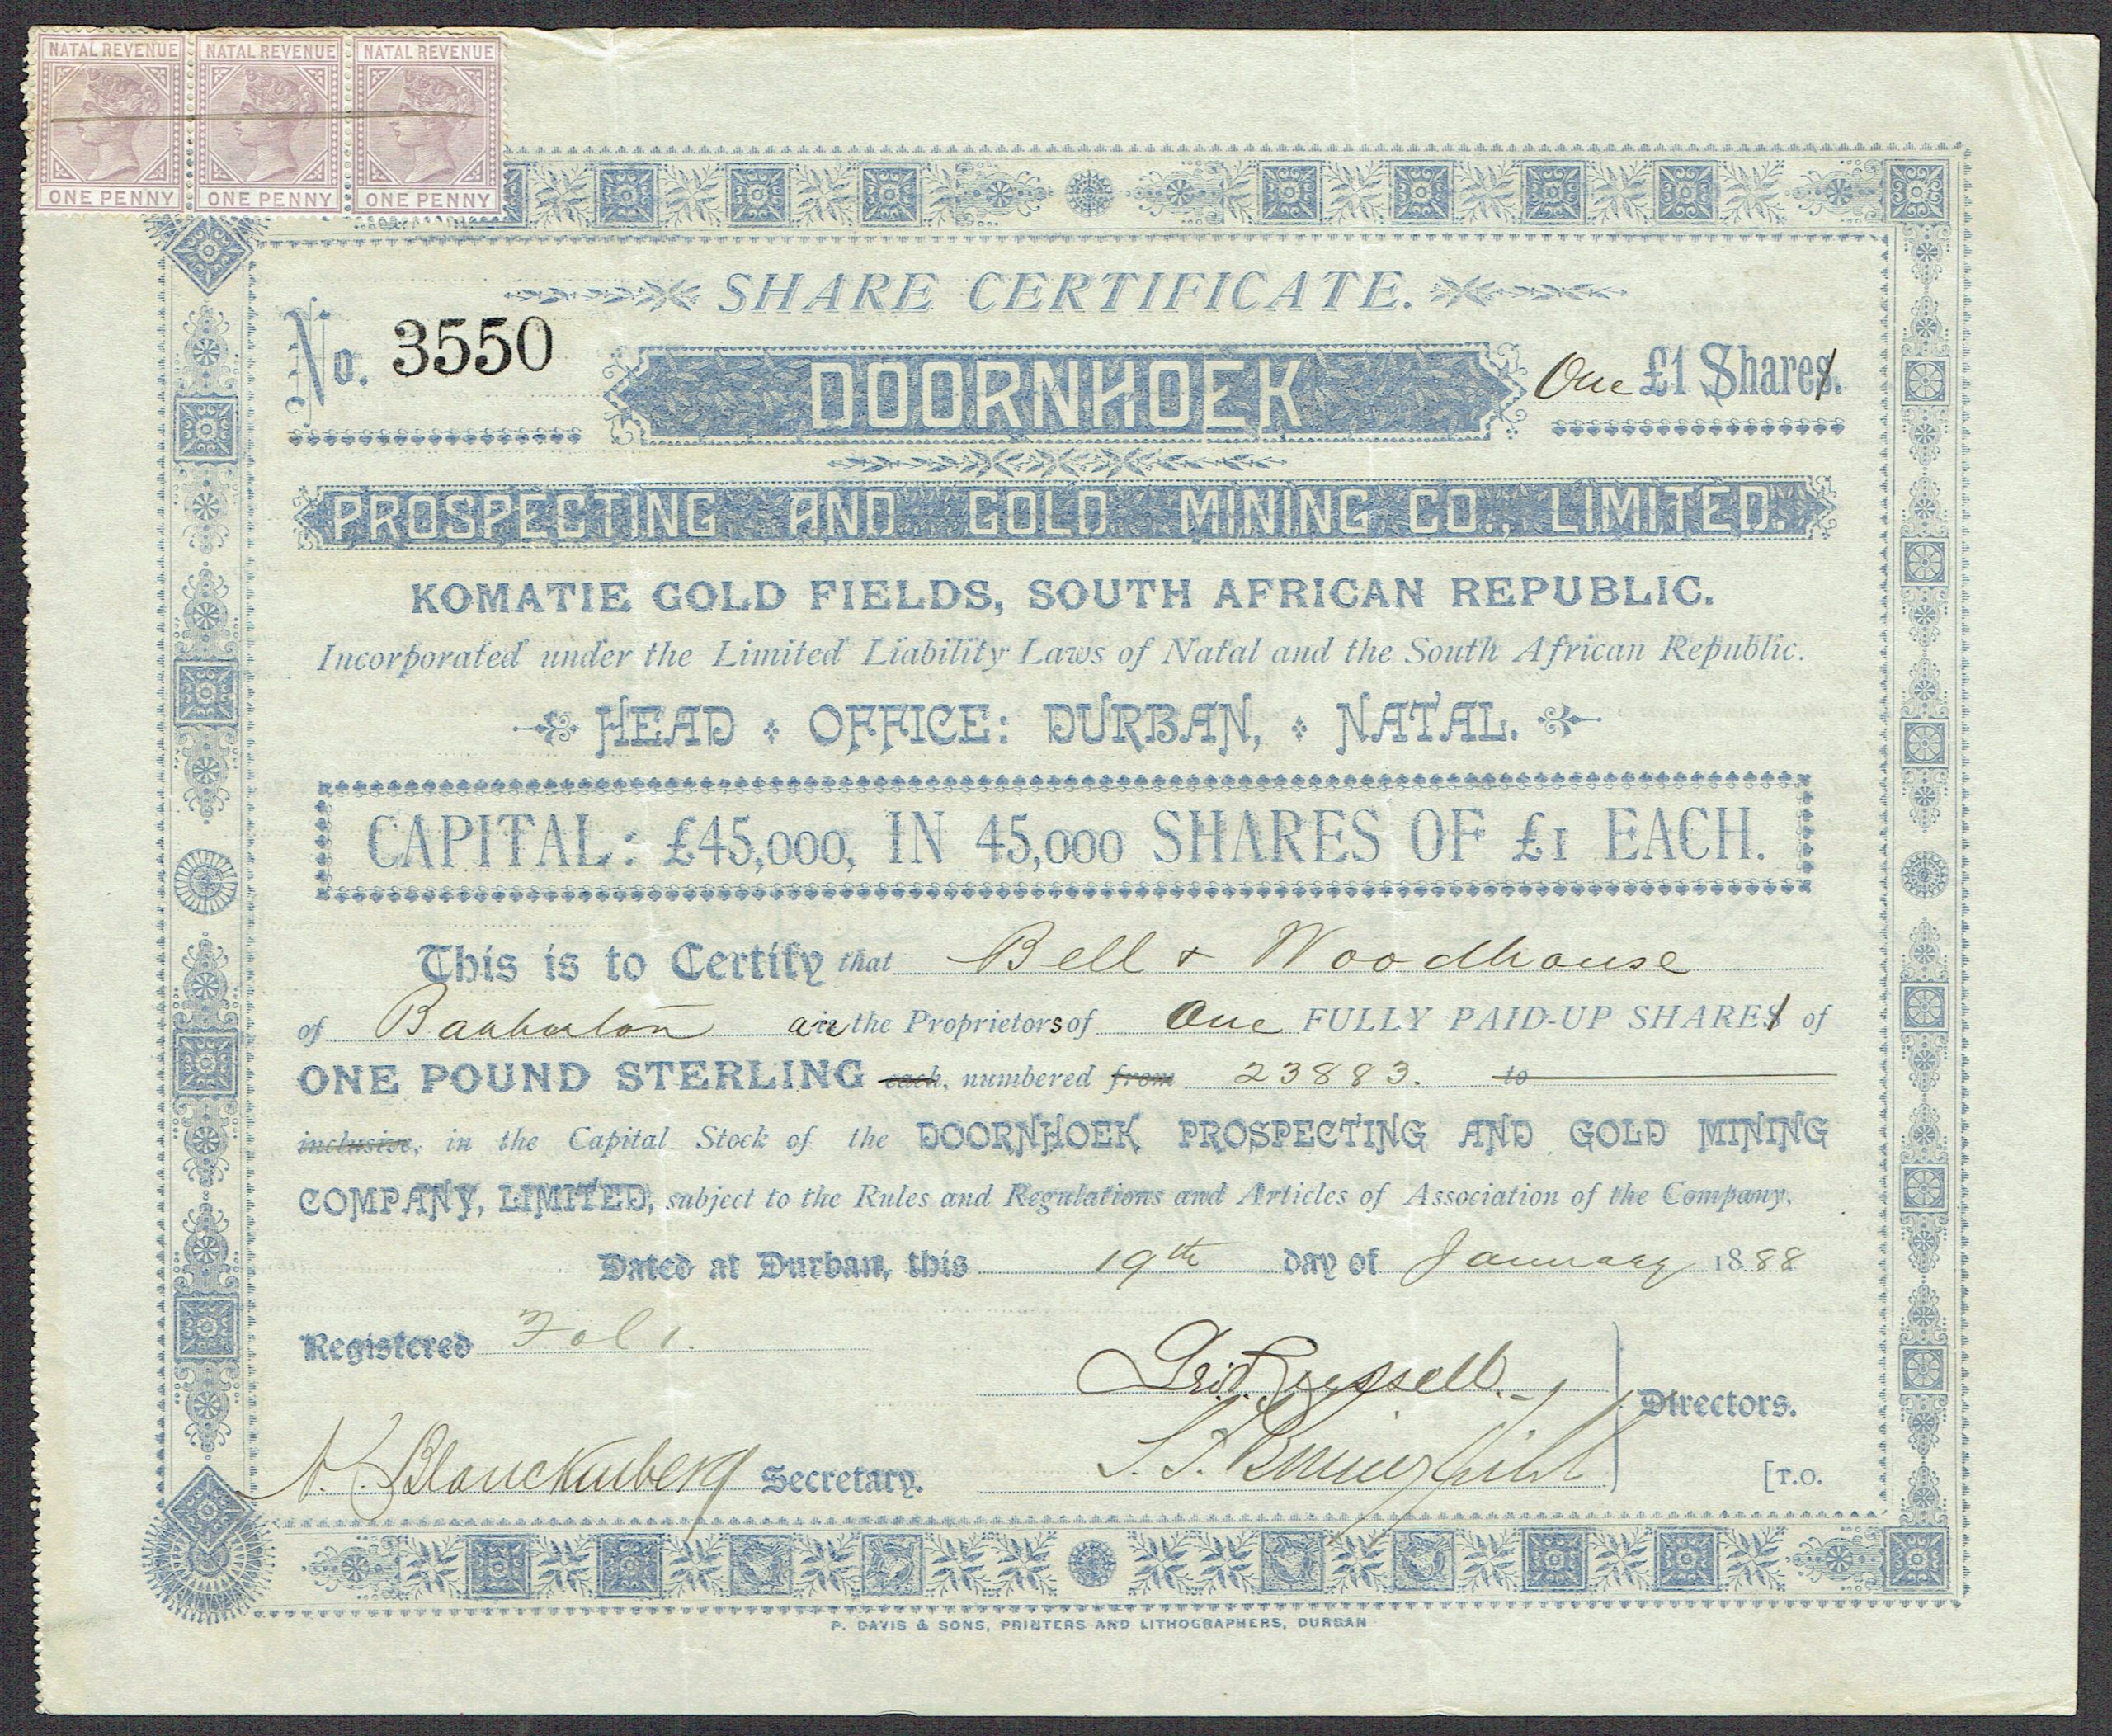 NATAL REVENUE NATAL REVENUE NATAL REVENUE
ONE PENNY ONE PENNY ONE PENNY
SHARE CERTIFICATE.
No. 3550
One £1 Shares.
DOORNHOEK
PROSPECTING AND GOLD MINING CO., LIMITED.
KOMATIE GOLD FIELDS, SOUTH AFRICAN REPUBLIC.
Incorporated under the Limited Liability Laws of Natal and the South African Republic.
HEAD OFFICE: DURBAN, NATAL.
CAPITAL: £45,000, IN 45,000 SHARES OF £1 EACH.
This is to Certify that Bell & Woodhouse
of Barberton are the Proprietors of One FULLY PAID-UP SHARES of
ONE POUND STERLING each, numbered from 23883. to
inclusive, in the Capital Stock of the DOORNHOEK PROSPECTING AND GOLD MINING
COMPANY, LIMITED, subject to the Rules and Regulations and Articles of Association of the Company.
Dated at Durban, this 19th day of January 1888
Registered Fol 1.
Russell.
Directors.
Blanckenberg Secretary.
[T.O.
P. DAVIS & SONS, PRINTERS AND LITHOGRAPHERS, DURBAN